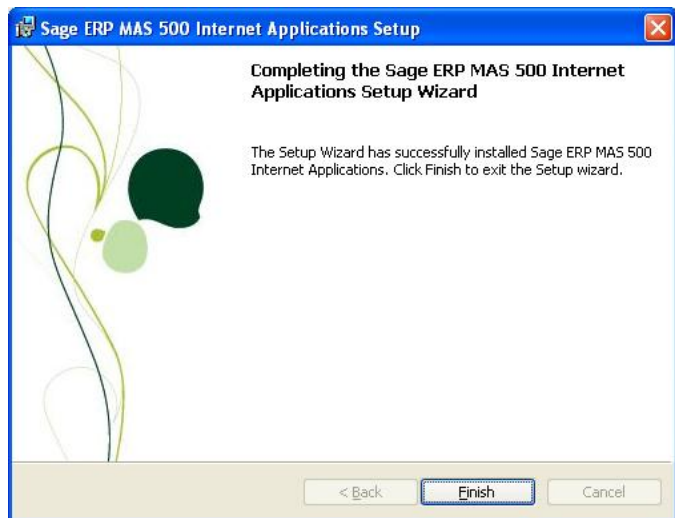 Sage ERP MAS 500 Internet Applications Setup
Completing the Sage ERP MAS 500 Internet
Applications Setup Wizard
The Setup Wizard has successfully installed Sage ERP MAS 500
Internet Applications. Click Finish to exit the Setup wizard.
< Back Finish Cancel